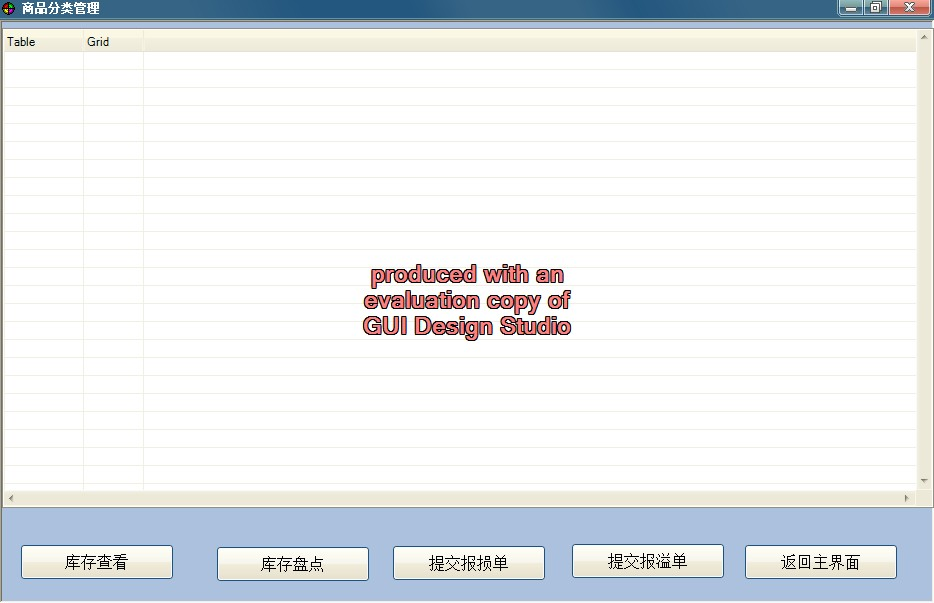 商品分类管理
Table Grid
produced with an
evaluation copy of
GUI Design Studio
库存查看 库存盘点 提交报损单 提交报溢单 返回主界面